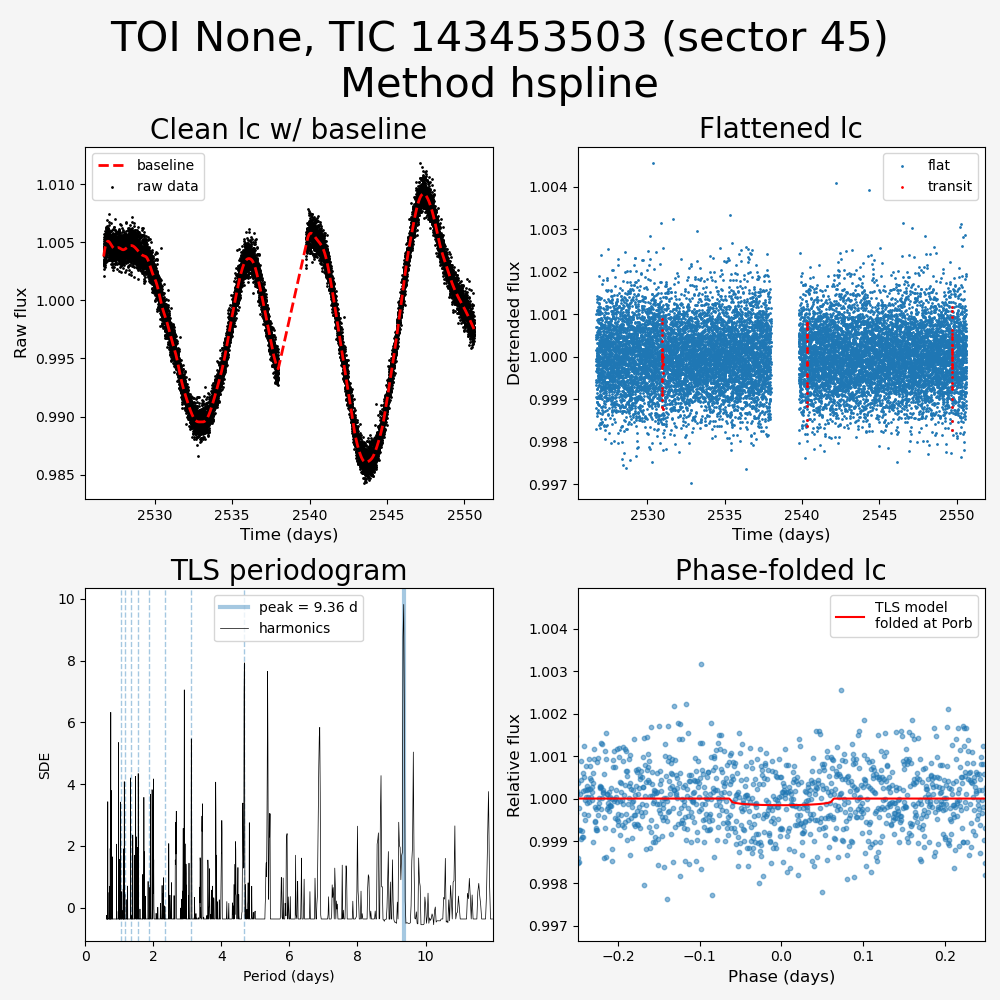 TOI None, TIC 143453503 (sector 45)
Method hspline
Clean lc w/ baseline
baseline
raw data
1.010
1.005
1.000
0.995
0.990
0.985
Raw flux
2530
2535
2540
2545
2550
Time (days)
Flattened lc
flat
transit
1.004
1.003
1.002
1.001
1.000
0.999
0.998
0.997
Detrended flux
2530
2535
2540
2545
2550
Time (days)
TLS periodogram
peak = 9.36 d
harmonics
10
8
6
4
2
0
SDE
0
2
4
6
8
10
Period (days)
Phase-folded lc
TLS model
folded at Porb
1.004
1.003
1.002
1.001
1.000
0.999
0.998
0.997
Relative flux
−0.2
−0.1
0.0
0.1
0.2
Phase (days)